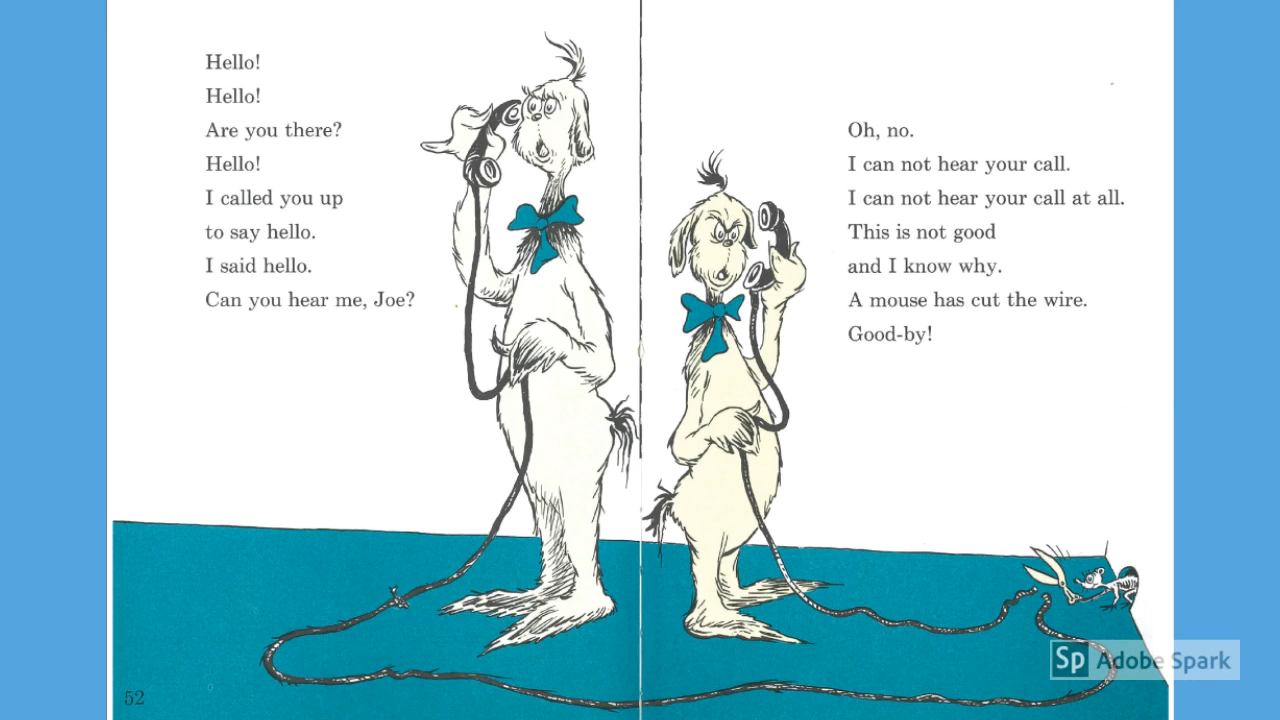 Hello!
Hello!
Are you there?
Hello!
I called you up
to say hello.
I said hello.
Can you hear me, Joe?
Oh, no.
I can not hear your call.
I can not hear your call at all.
This is not good
and I know why.
A mouse has cut the wire.
Good-by!
52
Sp Adobe Spark